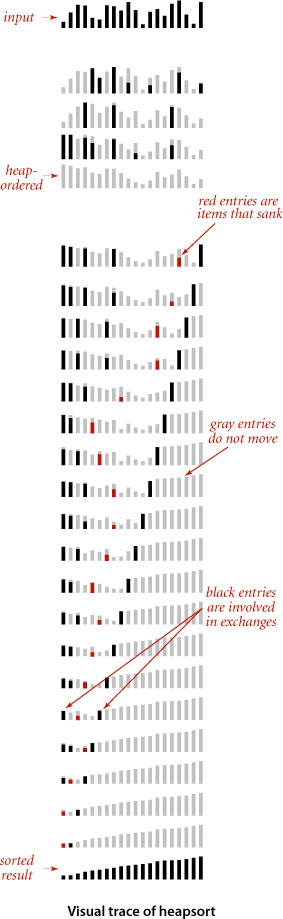 input
heap-
ordered
red entries are
items that sank
gray entries
do not move
black entries
are involved
in exchanges
sorted
result
Visual trace of heapsort